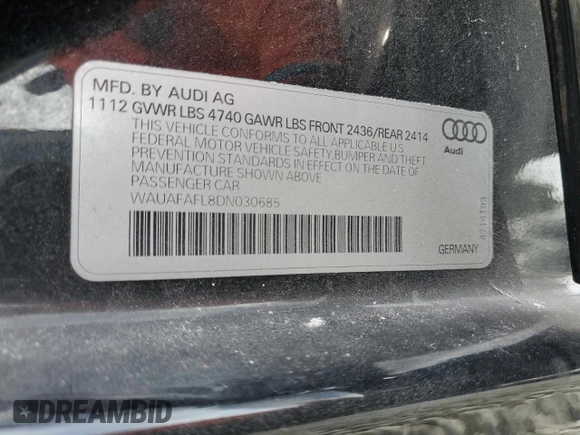 MFD. BY AUDI AG
1112 GVWR LBS 4740 GAWR LBS FRONT 2436/REAR 2414
THIS VEHICLE CONFORMS TO ALL APPLICABLE U.S.
FEDERAL MOTOR VEHICLE SAFETY, BUMPER AND THEFT
PREVENTION STANDARDS IN EFFECT ON THE DATE OF
MANUFACTURE SHOWN ABOVE.
PASSENGER CAR
WAUAFAFL8DN030685
Audi
4214193
GERMANY
DREAMBID